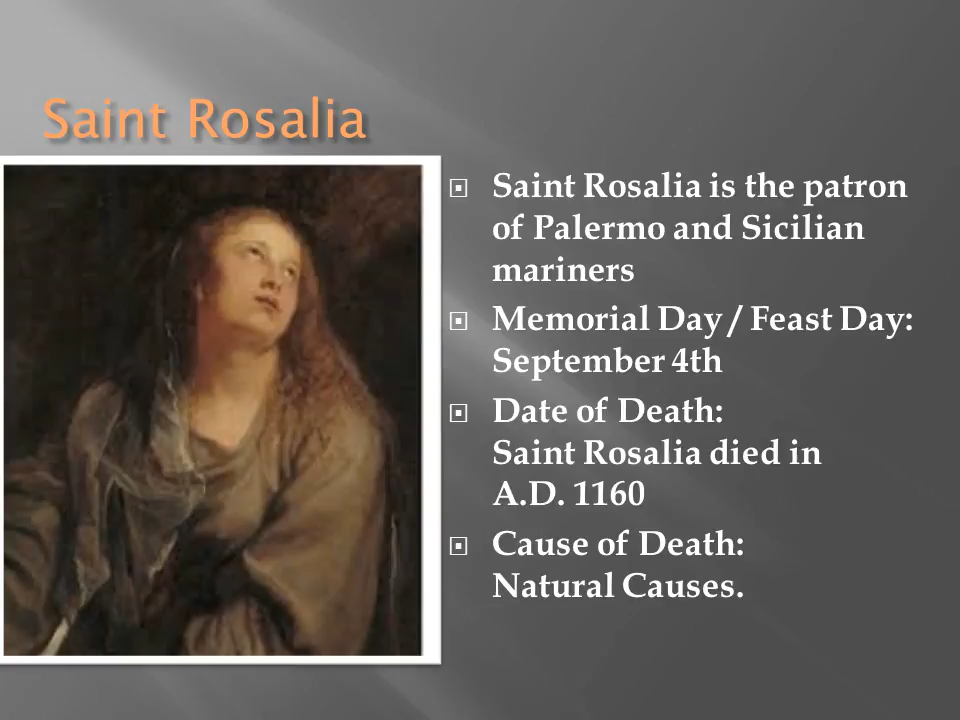 Saint Rosalia
Saint Rosalia is the patron
of Palermo and Sicilian
mariners
Memorial Day / Feast Day:
September 4th
Date of Death:
Saint Rosalia died in
A.D. 1160
Cause of Death:
Natural Causes.